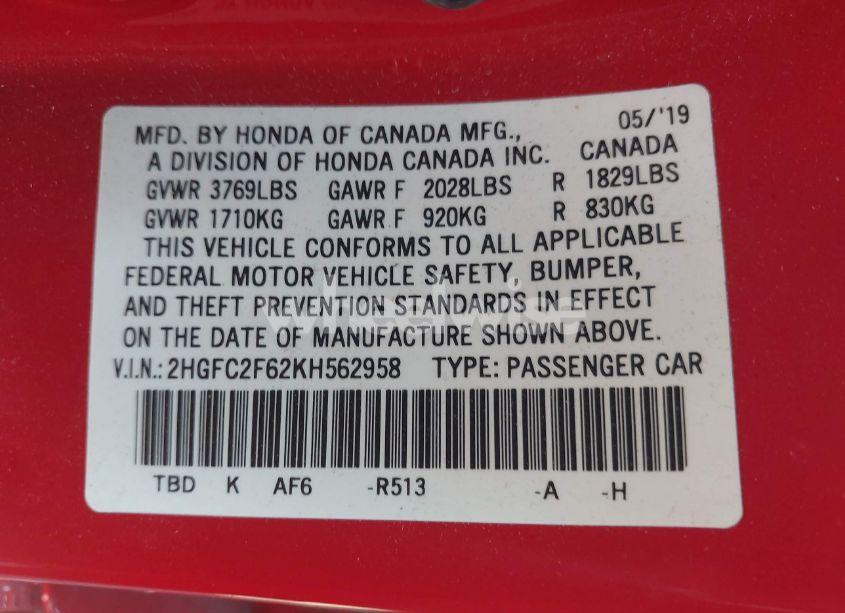 MFD. BY HONDA OF CANADA MFG., 05/'19
A DIVISION OF HONDA CANADA INC. CANADA
GVWR 3769LBS GAWR F 2028LBS R 1829LBS
GVWR 1710KG GAWR F 920KG R 830KG
THIS VEHICLE CONFORMS TO ALL APPLICABLE
FEDERAL MOTOR VEHICLE SAFETY, BUMPER,
AND THEFT PREVENTION STANDARDS IN EFFECT
ON THE DATE OF MANUFACTURE SHOWN ABOVE.
V.I.N.: 2HGFC2F62KH562958 TYPE: PASSENGER CAR
TBD K AF6 -R513 -A -H